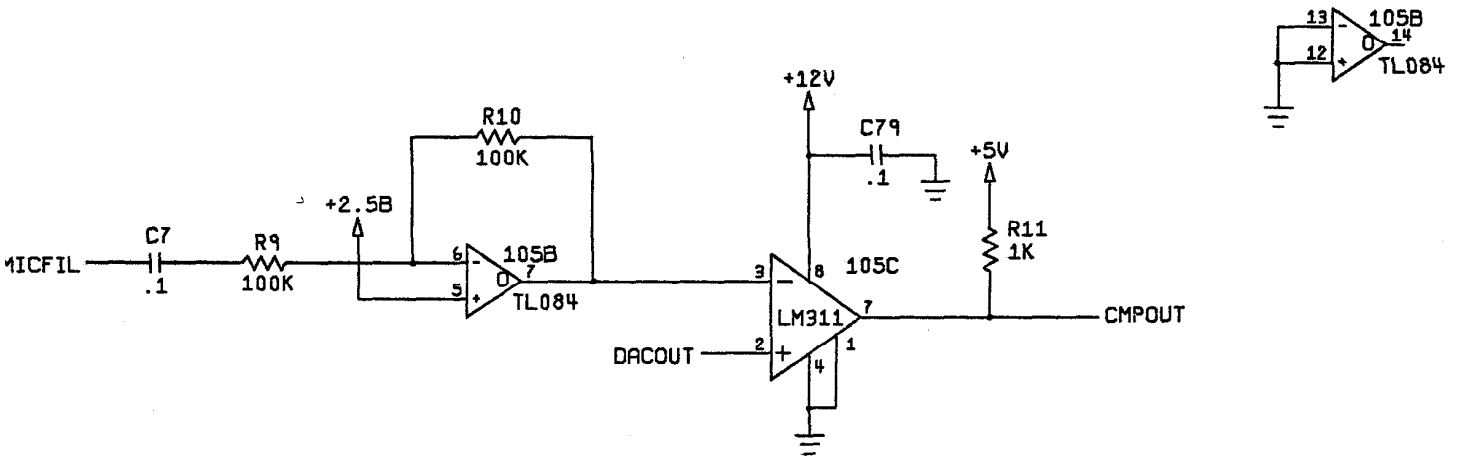 13
-
105B
O
14
12
+
TL084
+12V
R10
100K
C79
.1
+5V
+2.5B
R11
1K
C7
.1
R9
100K
MICFIL
6
-
105B
O
7
5
+
TL084
3
-
8
105C
LM311
7
CMPOUT
DACOUT
2
+
4
1